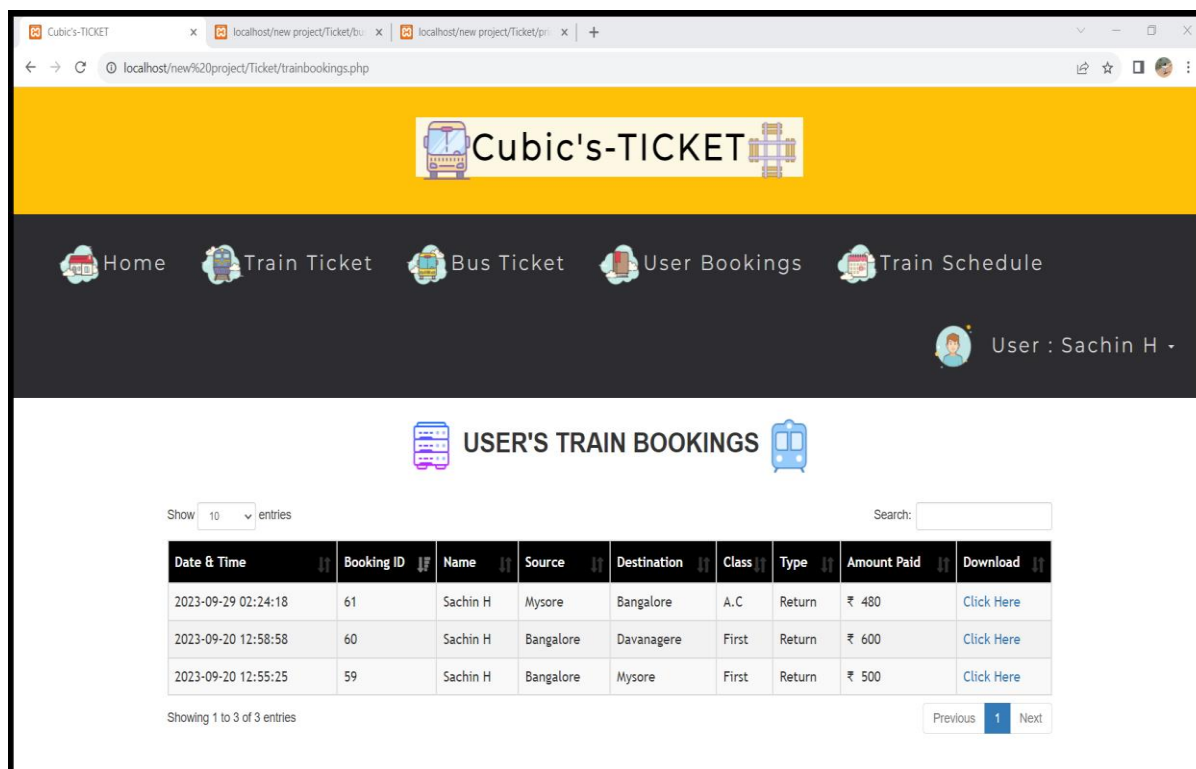 Cubic's-TICKET localhost/new project/Ticket/bu localhost/new project/Ticket/pri
localhost/new%20project/Ticket/trainbookings.php
Cubic's-TICKET
Home Train Ticket Bus Ticket User Bookings Train Schedule
User : Sachin H
USER'S TRAIN BOOKINGS
Show 10 entries Search:
Date & Time Booking ID Name Source Destination Class Type Amount Paid Download
2023-09-29 02:24:18 61 Sachin H Mysore Bangalore A.C Return ₹ 480 Click Here
2023-09-20 12:58:58 60 Sachin H Bangalore Davanagere First Return ₹ 600 Click Here
2023-09-20 12:55:25 59 Sachin H Bangalore Mysore First Return ₹ 500 Click Here
Showing 1 to 3 of 3 entries Previous 1 Next